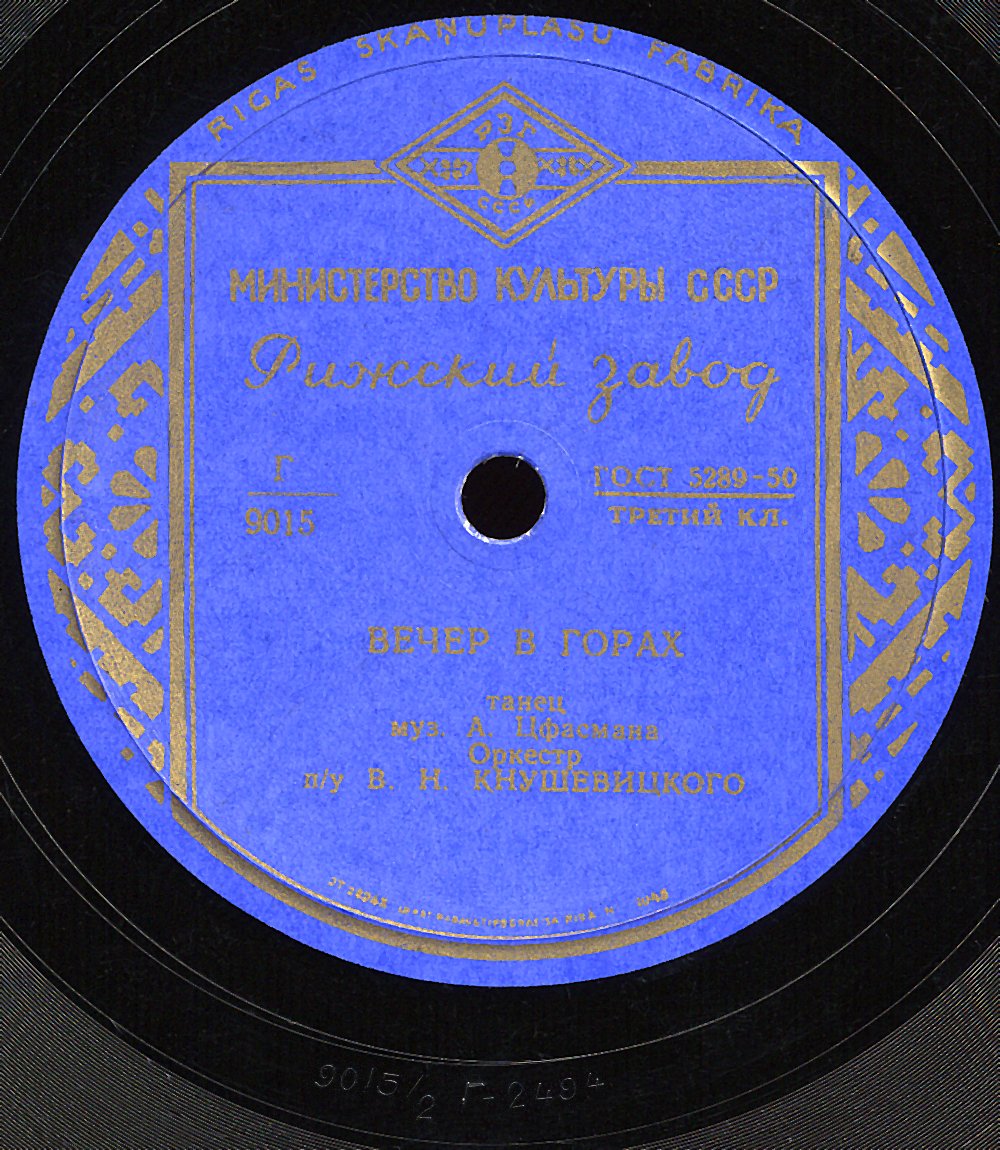 RIGAS SKAŅUPLAŠU FABRIKA
СССР
МИНИСТЕРСТВО КУЛЬТУРЫ СССР
Рижский завод
Г
9015
ГОСТ 5289-50
ТРЕТИЙ КЛ.
ВЕЧЕР В ГОРАХ
танец
муз. А. Цфасмана
Оркестр
п/у В. Н. КНУШЕВИЦКОГО
9015/2 Г-2494